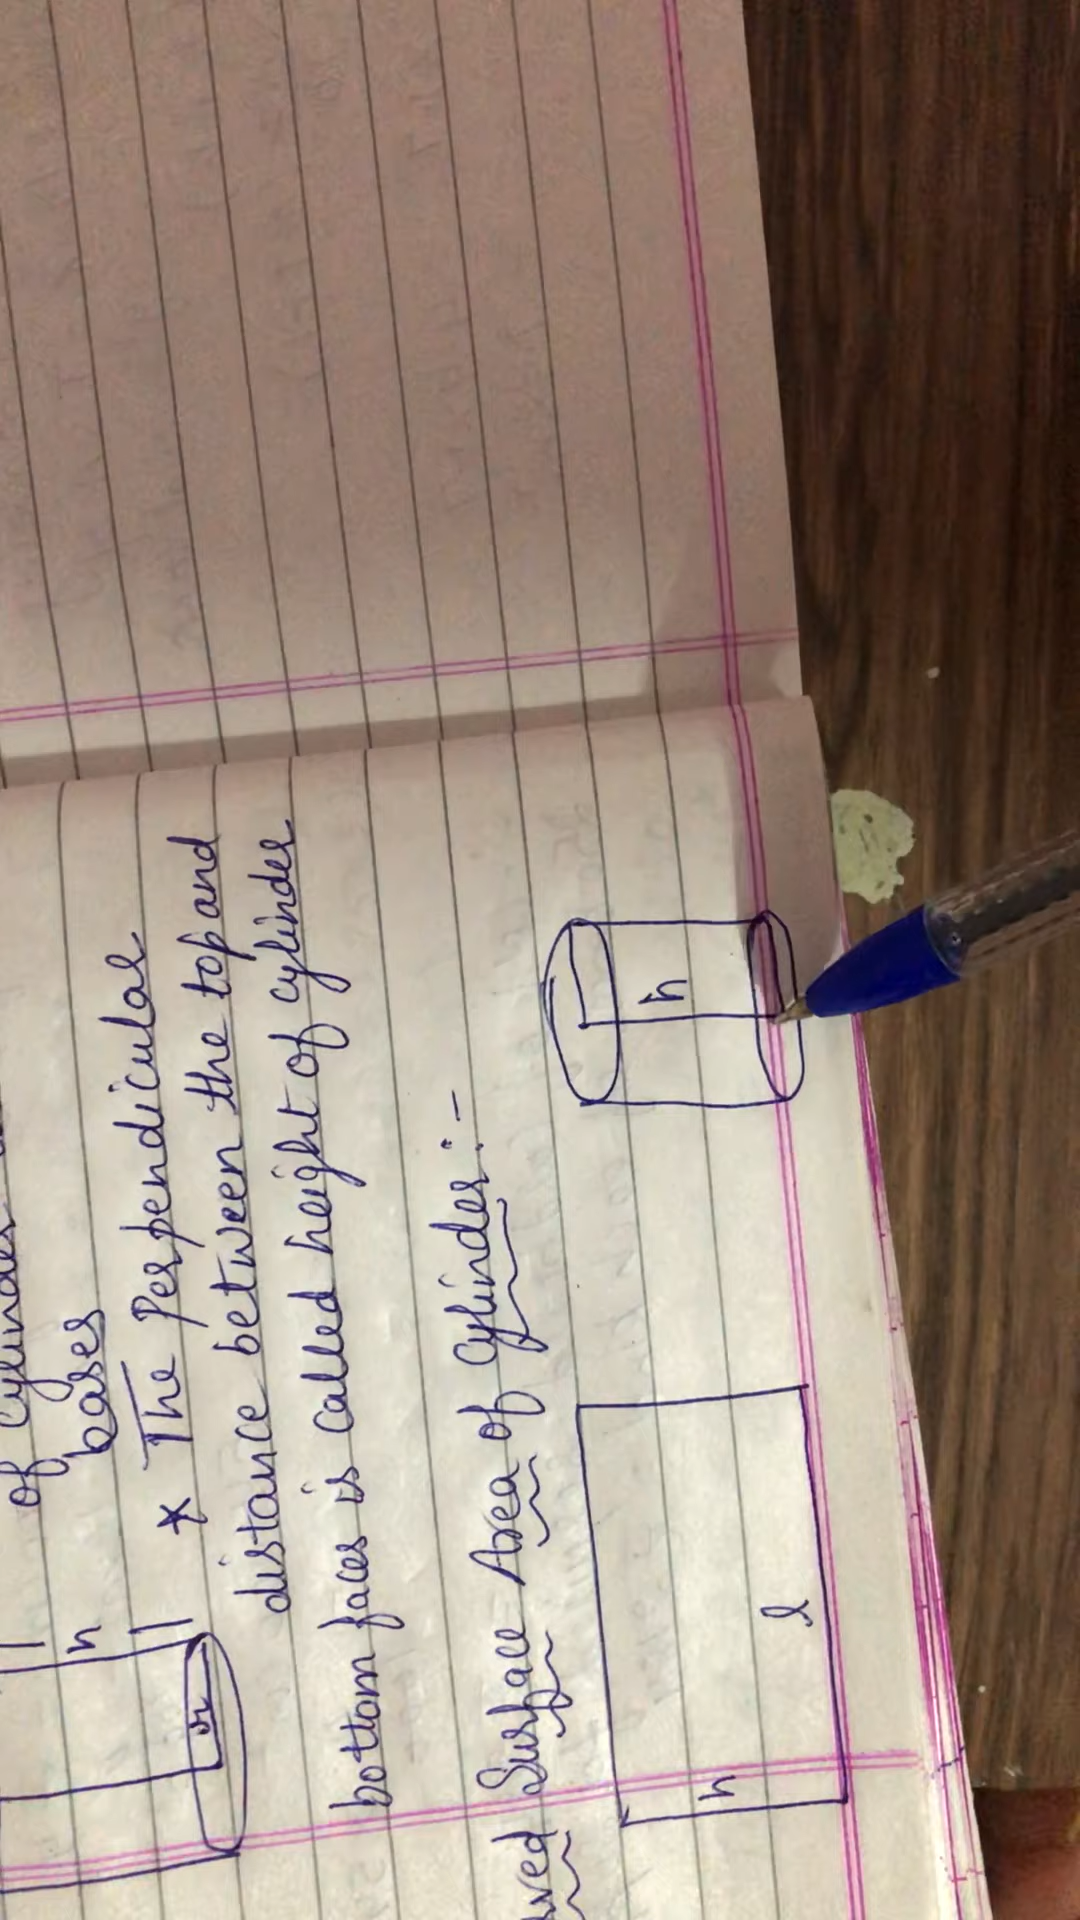 of cylinder
bases
h
* The Perpendicular
r
distance between the top and
bottom faces is called height of cylinder
Surface Area of Cylinder:-
h
h
l